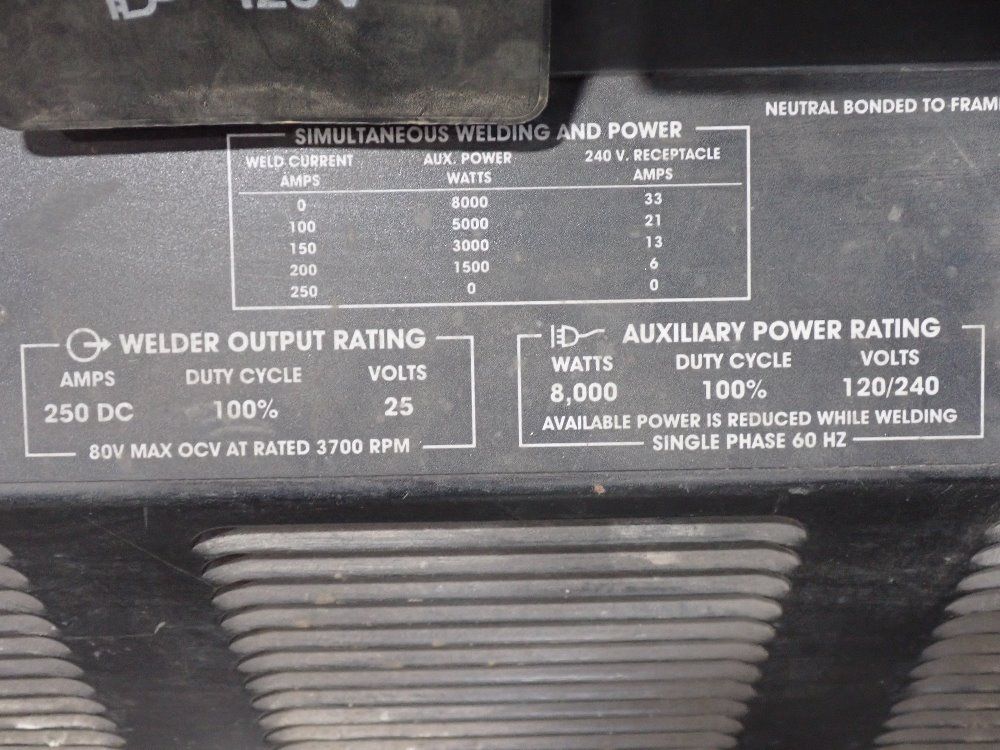 NEUTRAL BONDED TO
SIMULTANEOUS WELDING AND POWER
WELD CURRENT AUX. POWER 240 V. RECEPTACLE
AMPS WATTS AMPS
0 8000 33
100 5000 21
150 3000 13
200 1500 6
250 0 0
WELDER OUTPUT RATING
AMPS DUTY CYCLE VOLTS
250 DC 100% 25
80V MAX OCV AT RATED 3700 RPM
AUXILIARY POWER RATING
WATTS DUTY CYCLE VOLTS
8,000 100% 120/240
AVAILABLE POWER IS REDUCED WHILE WELDING
SINGLE PHASE 60 HZ